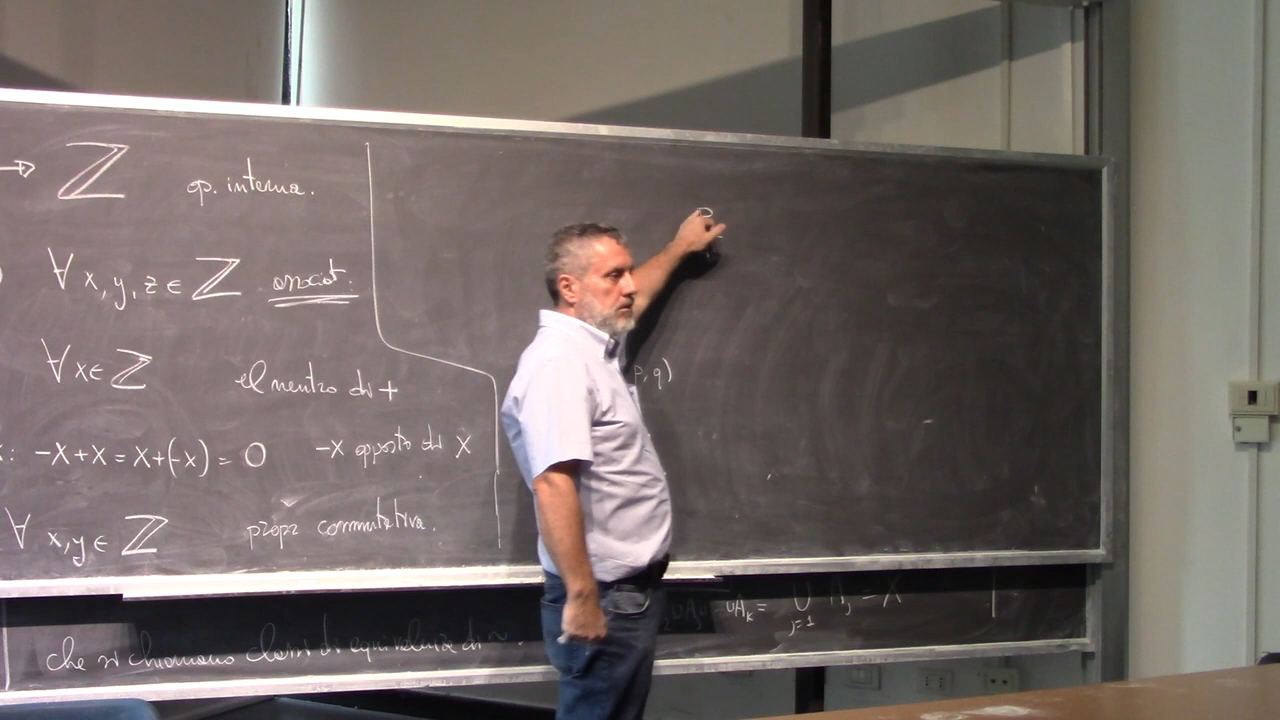 → ℤ op. interna.
∀ x, y, z ∈ ℤ associat.
∀ x ∈ ℤ el. neutro di +
: -x+x = x+(-x) = 0 -x opposto di x
∀ x, y ∈ ℤ propr commutativa.
p, q)
che si chiamano classi di equivalenza di ~.
∪A_k = ∪ A_j = X
j=1